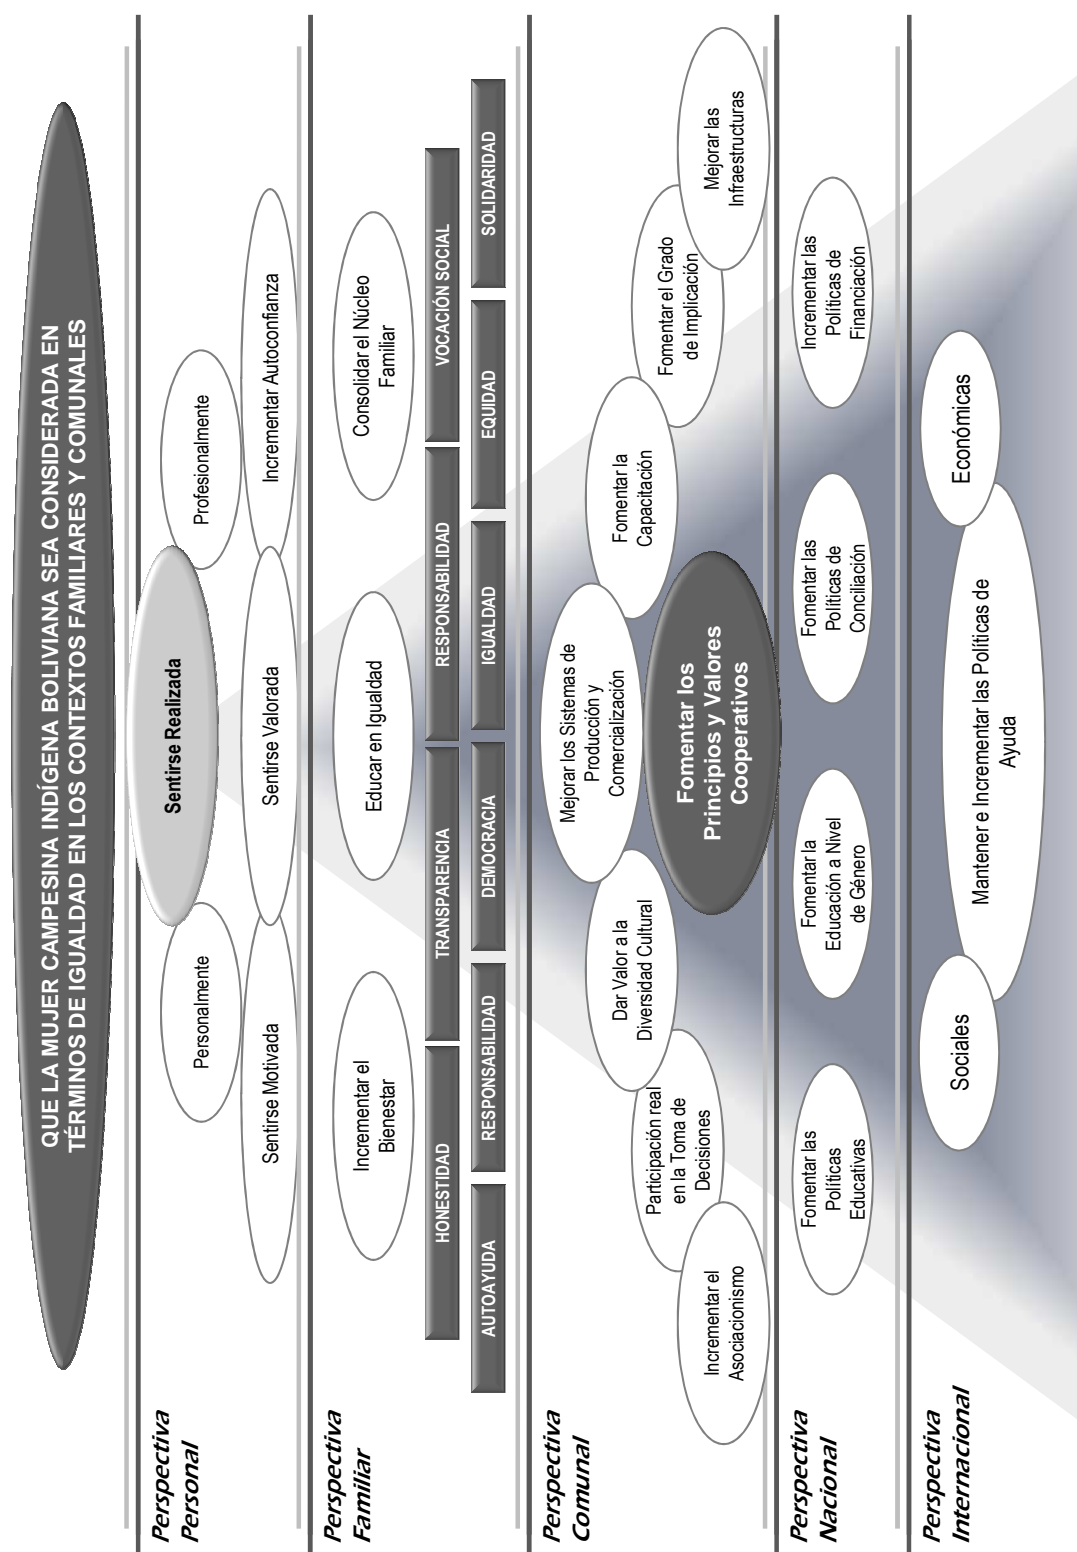 QUE LA MUJER CAMPESINA INDÍGENA BOLIVIANA SEA CONSIDERADA EN
TÉRMINOS DE IGUALDAD EN LOS CONTEXTOS FAMILIARES Y COMUNALES
Perspectiva
Personal
Sentirse Realizada
Personalmente
Profesionalmente
Sentirse Motivada
Sentirse Valorada
Incrementar Autoconfianza
Perspectiva
Familiar
Incrementar el
Bienestar
Educar en Igualdad
Consolidar el Núcleo
Familiar
HONESTIDAD
TRANSPARENCIA
RESPONSABILIDAD
VOCACIÓN SOCIAL
AUTOAYUDA
RESPONSABILIDAD
DEMOCRACIA
IGUALDAD
EQUIDAD
SOLIDARIDAD
Perspectiva
Comunal
Incrementar el
Asociacionismo
Participación real
en la Toma de
Decisiones
Dar Valor a la
Diversidad Cultural
Mejorar los Sistemas de
Producción y
Comercialización
Fomentar la
Capacitación
Fomentar el Grado
de Implicación
Mejorar las
Infraestructuras
Fomentar los
Principios y Valores
Cooperativos
Perspectiva
Nacional
Fomentar las
Políticas
Educativas
Fomentar la
Educación a Nivel
de Género
Fomentar las
Políticas de
Conciliación
Incrementar las
Políticas de
Financiación
Perspectiva
Internacional
Sociales
Mantener e Incrementar las Políticas de
Ayuda
Económicas